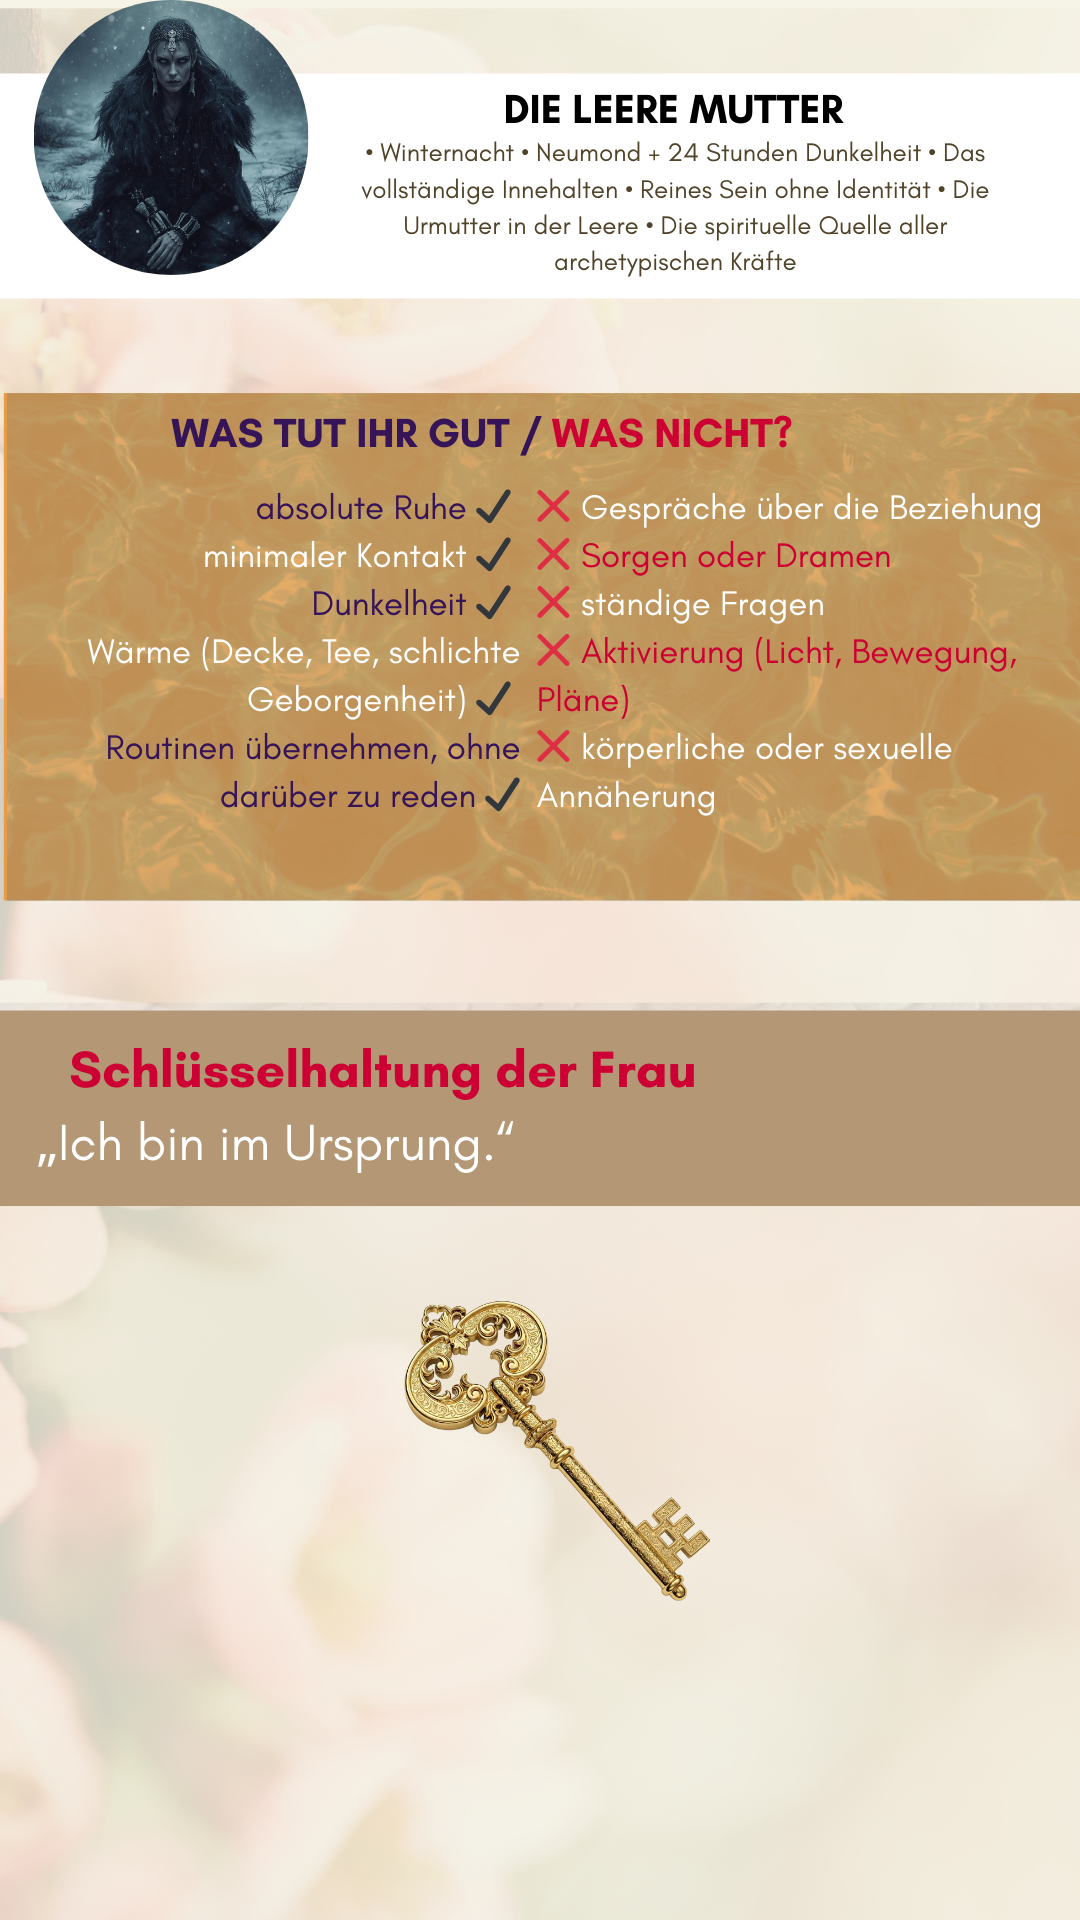 DIE LEERE MUTTER
• Winternacht • Neumond + 24 Stunden Dunkelheit • Das
vollständige Innehalten • Reines Sein ohne Identität • Die
Urmutter in der Leere • Die spirituelle Quelle aller
archetypischen Kräfte
WAS TUT IHR GUT / WAS NICHT?
absolute Ruhe ✔
minimaler Kontakt ✔
Dunkelheit ✔
Wärme (Decke, Tee, schlichte
Geborgenheit) ✔
Routinen übernehmen, ohne
darüber zu reden ✔
❌ Gespräche über die Beziehung
❌ Sorgen oder Dramen
❌ ständige Fragen
❌ Aktivierung (Licht, Bewegung,
Pläne)
❌ körperliche oder sexuelle
Annäherung
Schlüsselhaltung der Frau
„Ich bin im Ursprung.“